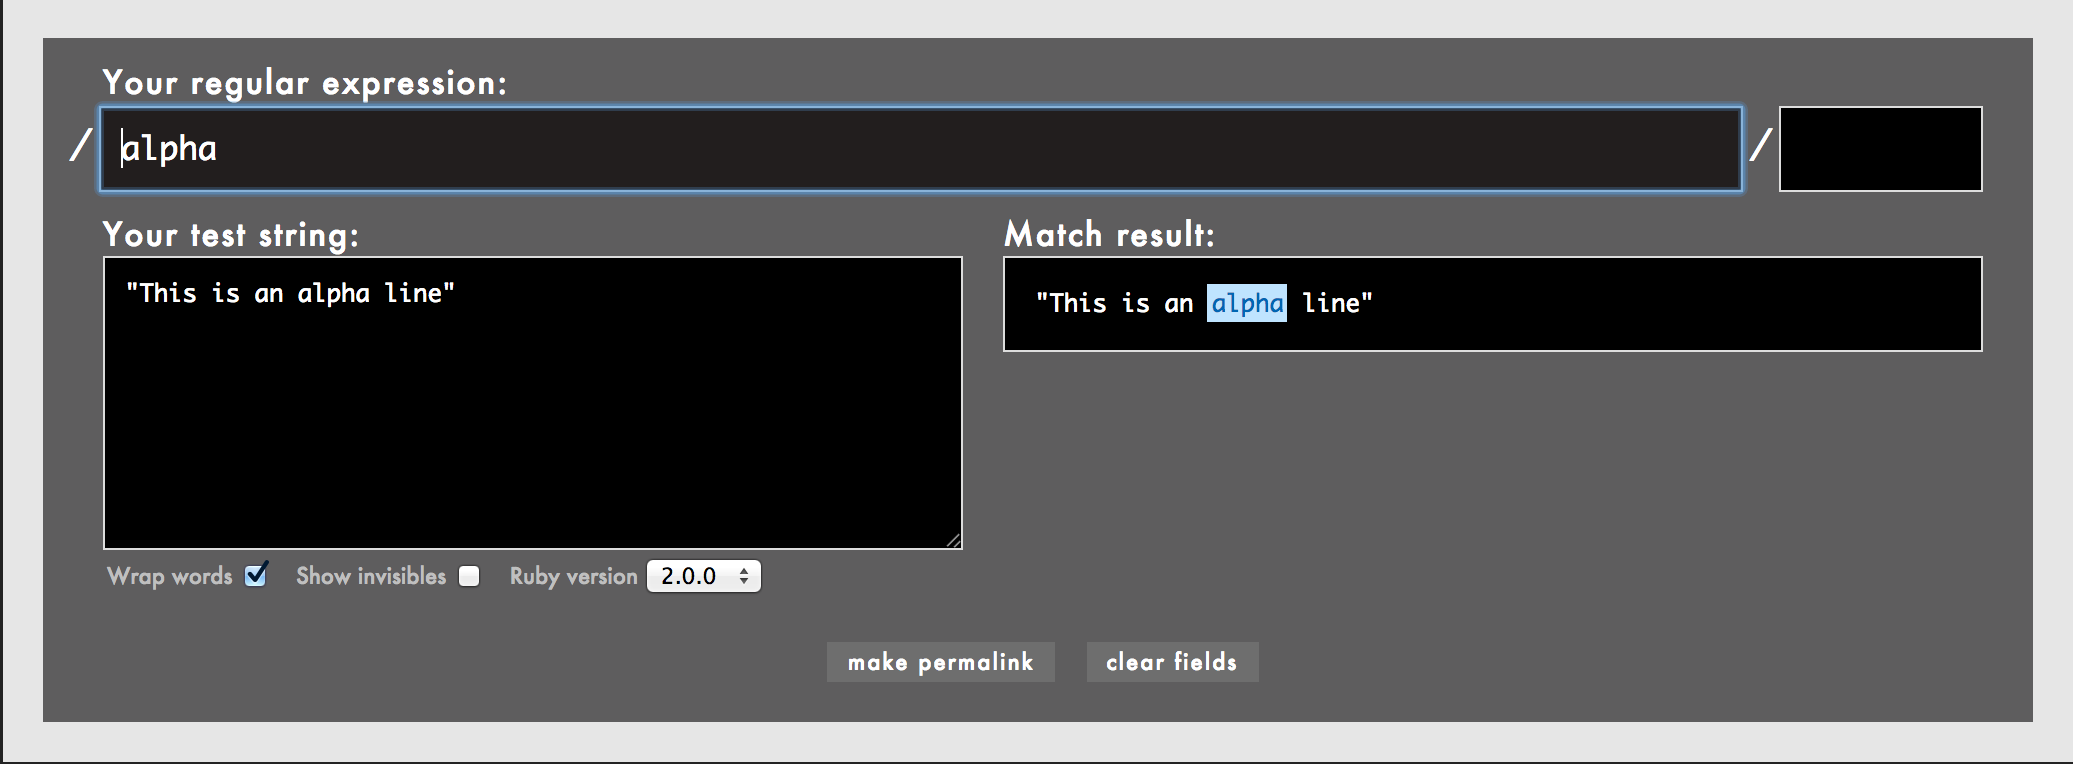 Your regular expression:
/ alpha /
Your test string:
"This is an alpha line"
Match result:
"This is an alpha line"
Wrap words Show invisibles Ruby version 2.0.0
make permalink clear fields